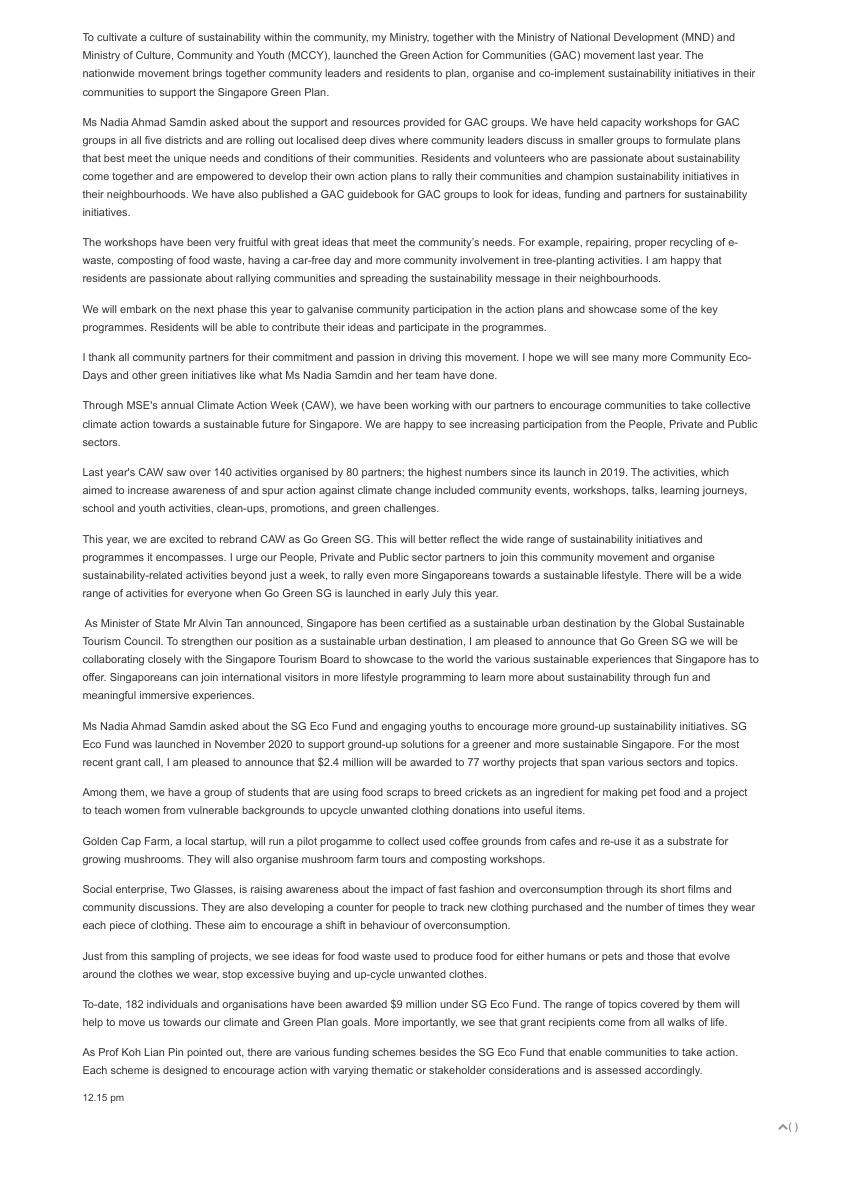 To cultivate a culture of sustainability within the community, my Ministry, together with the Ministry of National Development (MND) and
Ministry of Culture, Community and Youth (MCCY), launched the Green Action for Communities (GAC) movement last year. The
nationwide movement brings together community leaders and residents to plan, organise and co-implement sustainability initiatives in their
communities to support the Singapore Green Plan.
Ms Nadia Ahmad Samdin asked about the support and resources provided for GAC groups. We have held capacity workshops for GAC
groups in all five districts and are rolling out localised deep dives where community leaders discuss in smaller groups to formulate plans
that best meet the unique needs and conditions of their communities. Residents and volunteers who are passionate about sustainability
come together and are empowered to develop their own action plans to rally their communities and champion sustainability initiatives in
their neighbourhoods. We have also published a GAC guidebook for GAC groups to look for ideas, funding and partners for sustainability
initiatives.
The workshops have been very fruitful with great ideas that meet the community's needs. For example, repairing, proper recycling of e-
waste, composting of food waste, having a car-free day and more community involvement in tree-planting activities. I am happy that
residents are passionate about rallying communities and spreading the sustainability message in their neighbourhoods.
We will embark on the next phase this year to galvanise community participation in the action plans and showcase some of the key
programmes. Residents will be able to contribute their ideas and participate in the programmes.
I thank all community partners for their commitment and passion in driving this movement. I hope we will see many more Community Eco-
Days and other green initiatives like what Ms Nadia Samdin and her team have done.
Through MSE's annual Climate Action Week (CAW), we have been working with our partners to encourage communities to take collective
climate action towards a sustainable future for Singapore. We are happy to see increasing participation from the People, Private and Public
sectors.
Last year's CAW saw over 140 activities organised by 80 partners; the highest numbers since its launch in 2019. The activities, which
aimed to increase awareness of and spur action against climate change included community events, workshops, talks, learning journeys,
school and youth activities, clean-ups, promotions, and green challenges.
This year, we are excited to rebrand CAW as Go Green SG. This will better reflect the wide range of sustainability initiatives and
programmes it encompasses. I urge our People, Private and Public sector partners to join this community movement and organise
sustainability-related activities beyond just a week, to rally even more Singaporeans towards a sustainable lifestyle. There will be a wide
range of activities for everyone when Go Green SG is launched in early July this year.
As Minister of State Mr Alvin Tan announced, Singapore has been certified as a sustainable urban destination by the Global Sustainable
Tourism Council. To strengthen our position as a sustainable urban destination, I am pleased to announce that Go Green SG we will be
collaborating closely with the Singapore Tourism Board to showcase to the world the various sustainable experiences that Singapore has to
offer. Singaporeans can join international visitors in more lifestyle programming to learn more about sustainability through fun and
meaningful immersive experiences.
Ms Nadia Ahmad Samdin asked about the SG Eco Fund and engaging youths to encourage more ground-up sustainability initiatives. SG
Eco Fund was launched in November 2020 to support ground-up solutions for a greener and more sustainable Singapore. For the most
recent grant call, I am pleased to announce that $2.4 million will be awarded to 77 worthy projects that span various sectors and topics.
Among them, we have a group of students that are using food scraps to breed crickets as an ingredient for making pet food and a project
to teach women from vulnerable backgrounds to upcycle unwanted clothing donations into useful items.
Golden Cap Farm, a local startup, will run a pilot progamme to collect used coffee grounds from cafes and re-use it as a substrate for
growing mushrooms. They will also organise mushroom farm tours and composting workshops.
Social enterprise, Two Glasses, is raising awareness about the impact of fast fashion and overconsumption through its short films and
community discussions. They are also developing a counter for people to track new clothing purchased and the number of times they wear
each piece of clothing. These aim to encourage a shift in behaviour of overconsumption.
Just from this sampling of projects, we see ideas for food waste used to produce food for either humans or pets and those that evolve
around the clothes we wear, stop excessive buying and up-cycle unwanted clothes.
To-date, 182 individuals and organisations have been awarded $9 million under SG Eco Fund. The range of topics covered by them will
help to move us towards our climate and Green Plan goals. More importantly, we see that grant recipients come from all walks of life.
As Prof Koh Lian Pin pointed out, there are various funding schemes besides the SG Eco Fund that enable communities to take action.
Each scheme is designed to encourage action with varying thematic or stakeholder considerations and is assessed accordingly.
12.15 pm
( )